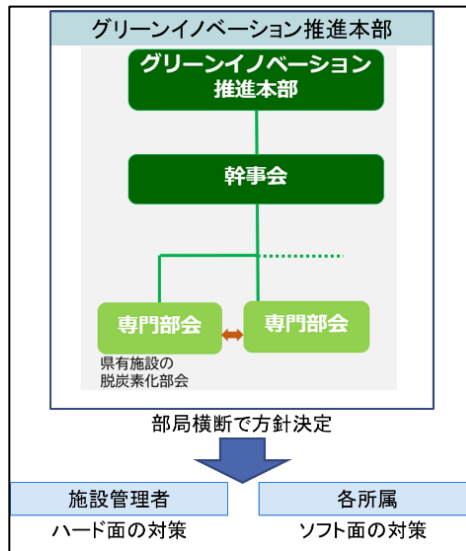 グリーンイノベーション推進本部
グリーンイノベーション
推進本部
幹事会
専門部会
専門部会
県有施設の
脱炭素化部会
部局横断で方針決定
施設管理者
各所属
ハード面の対策
ソフト面の対策